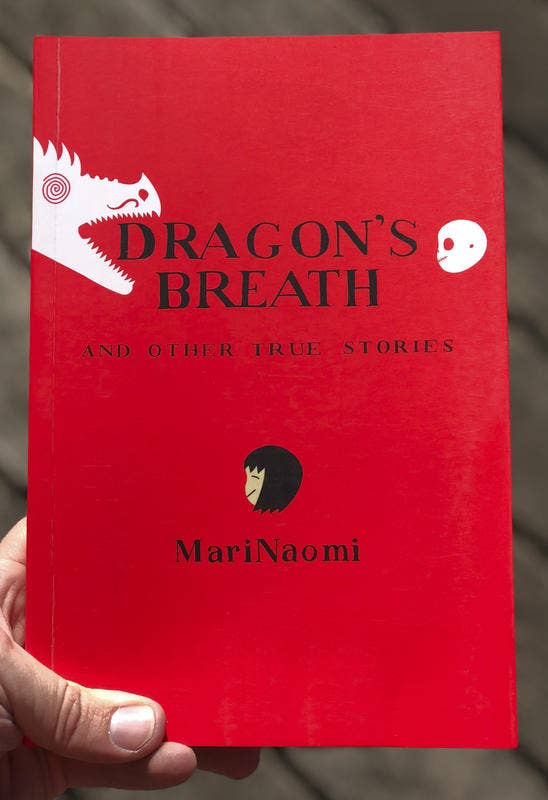 DRAGON'S
BREATH
AND OTHER TRUE STORIES
MariNaomi